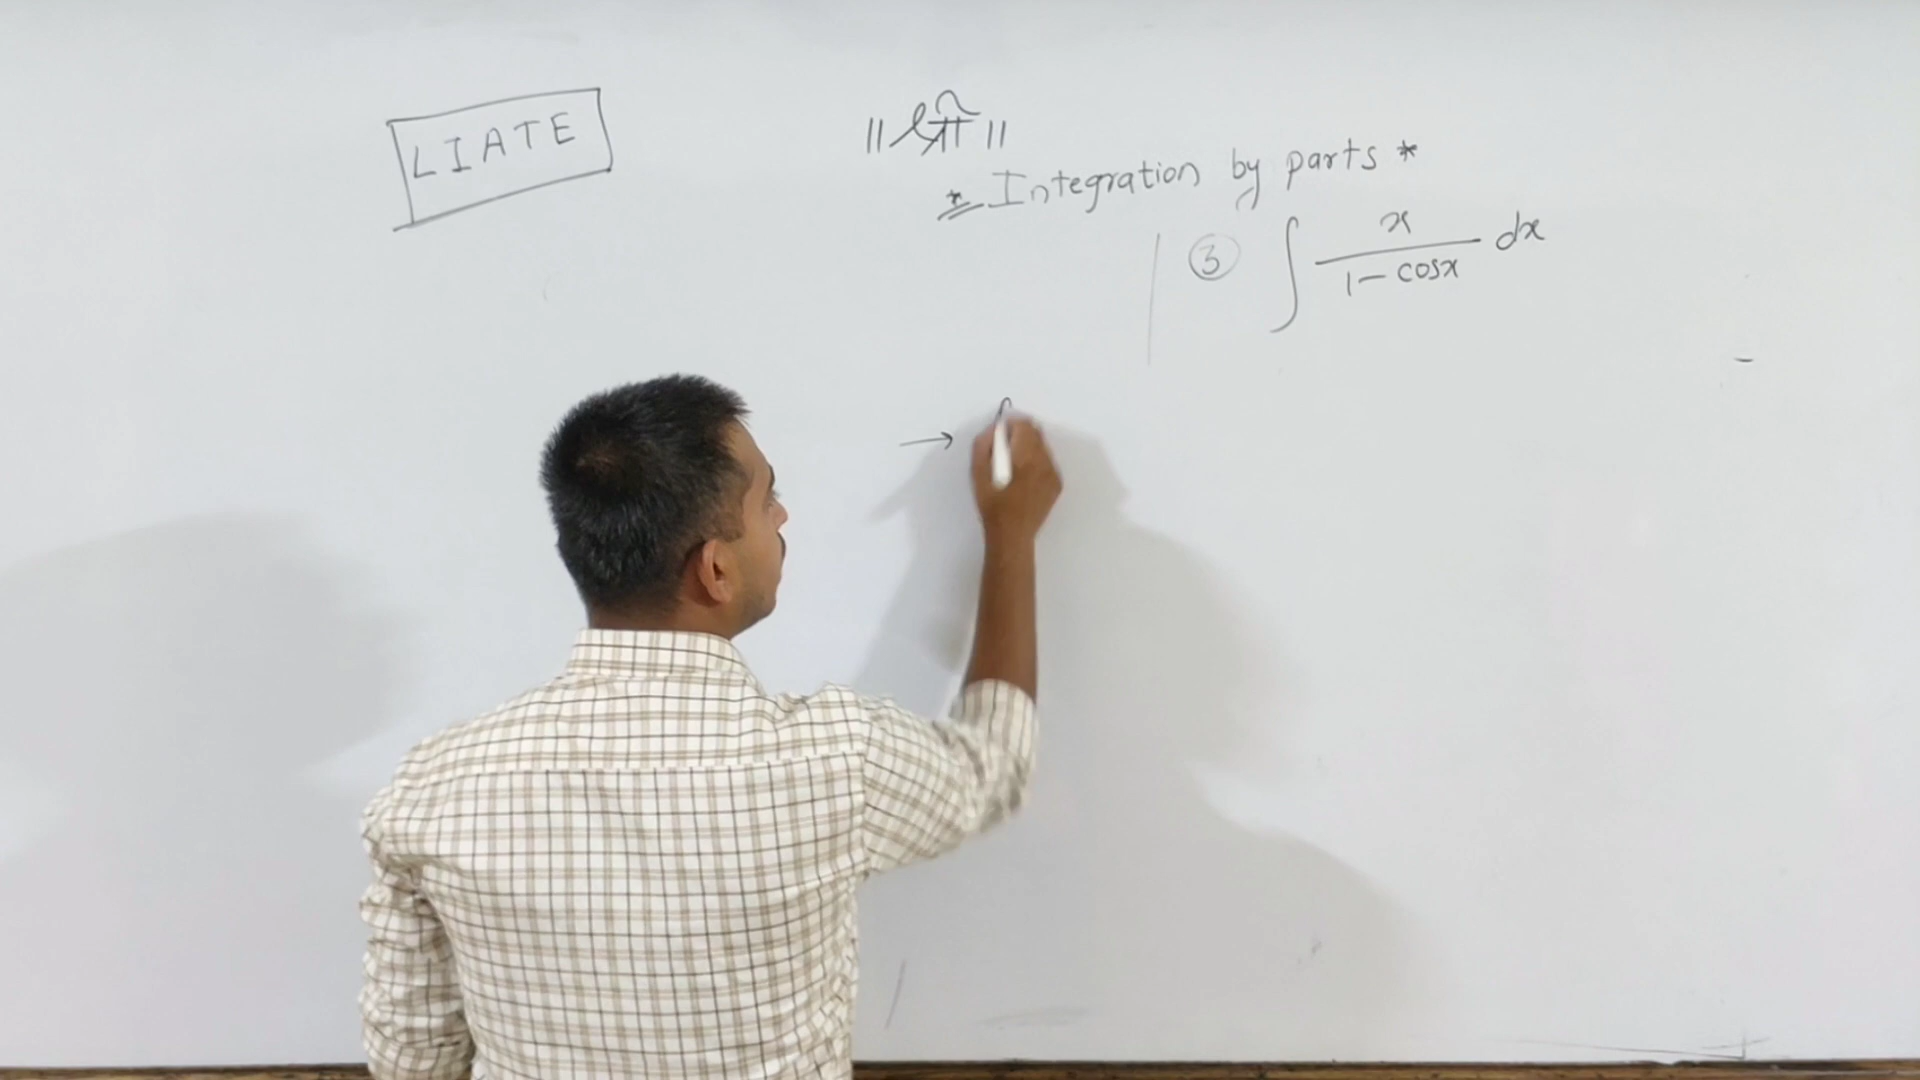 LIATE
॥ श्री ॥
* Integration by parts *
③ ∫ x/(1-cosx) dx
→